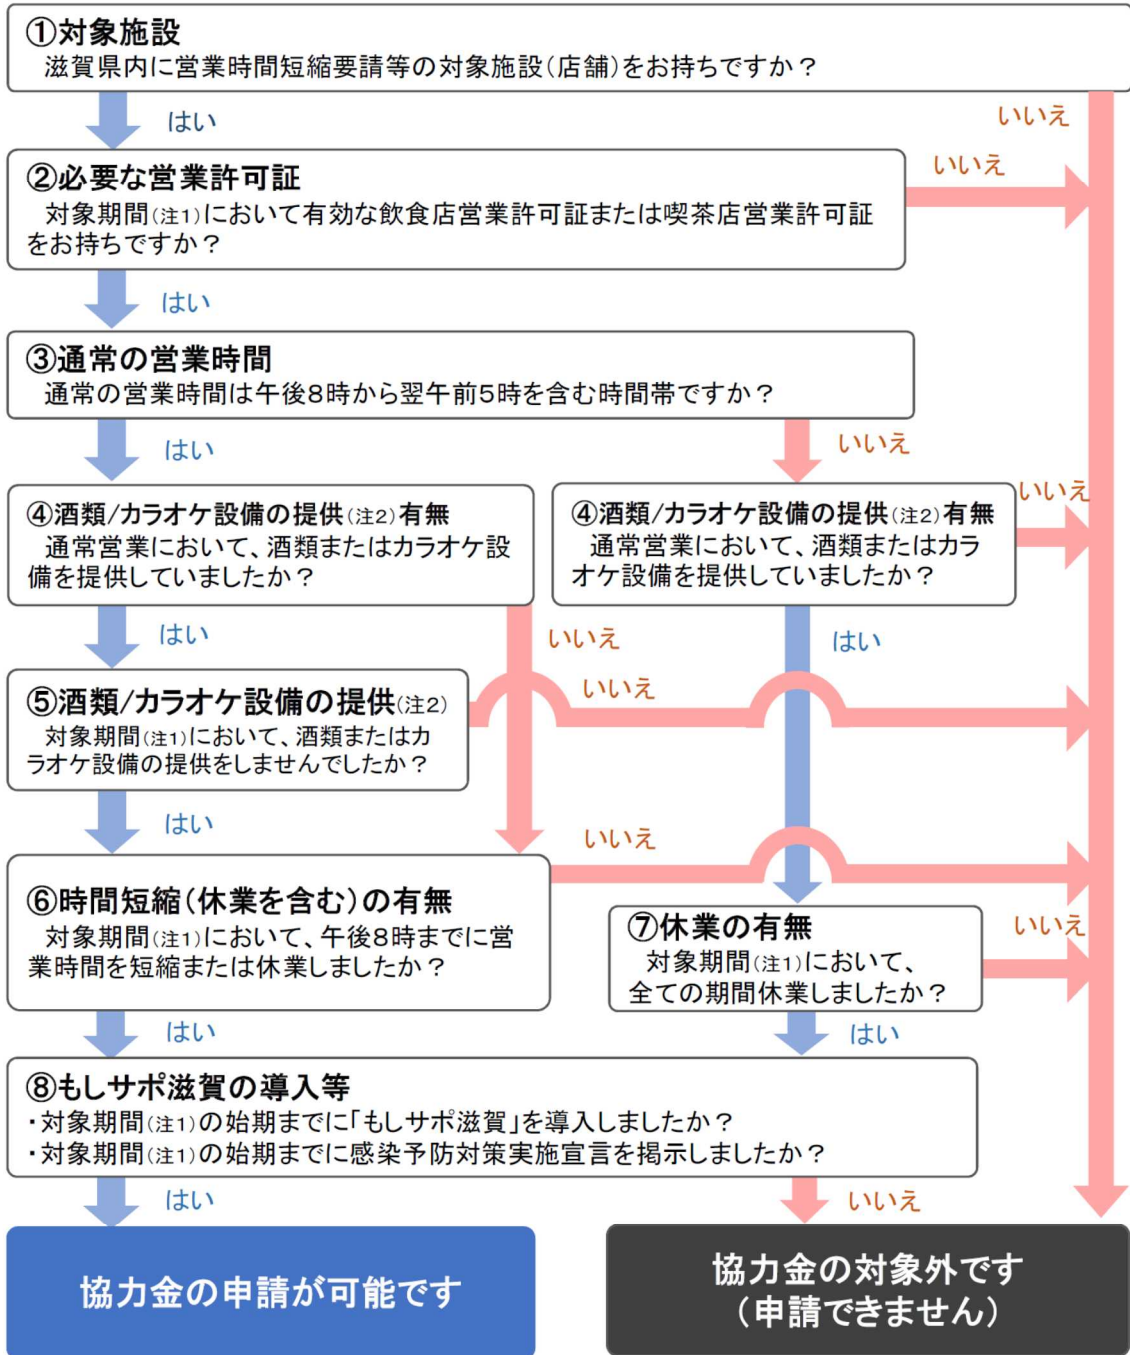 ①対象施設
滋賀県内に営業時間短縮要請等の対象施設(店舗)をお持ちですか？
はい
いいえ
②必要な営業許可証
対象期間(注1)において有効な飲食店営業許可証または喫茶店営業許可証
をお持ちですか？
いいえ
はい
③通常の営業時間
通常の営業時間は午後8時から翌午前5時を含む時間帯ですか？
はい
いいえ
④酒類/カラオケ設備の提供(注2)有無
通常営業において、酒類またはカラオケ設
備を提供していましたか？
④酒類/カラオケ設備の提供(注2)有無
通常営業において、酒類またはカラ
オケ設備を提供していましたか？
いいえ
はい
いいえ
はい
⑤酒類/カラオケ設備の提供(注2)
対象期間(注1)において、酒類またはカ
ラオケ設備の提供をしませんでしたか？
いいえ
はい
いいえ
⑥時間短縮(休業を含む)の有無
対象期間(注1)において、午後8時までに営
業時間を短縮または休業しましたか？
⑦休業の有無
対象期間(注1)において、
全ての期間休業しましたか？
いいえ
はい
はい
⑧もしサポ滋賀の導入等
・対象期間(注1)の始期までに「もしサポ滋賀」を導入しましたか？
・対象期間(注1)の始期までに感染予防対策実施宣言を掲示しましたか？
はい
いいえ
協力金の申請が可能です
協力金の対象外です
(申請できません)